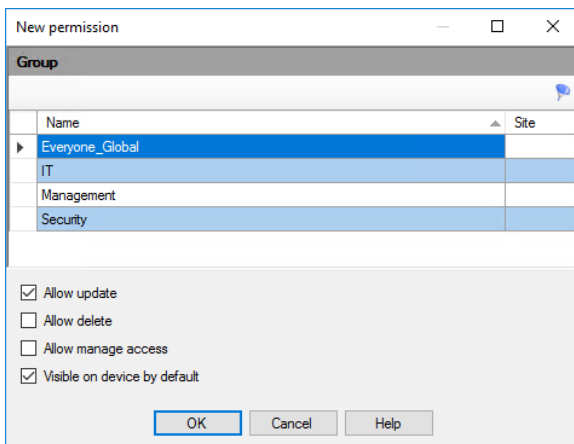 New permission
Group
Name Site
Everyone_Global
IT
Management
Security
Allow update
Allow delete
Allow manage access
Visible on device by default
OK Cancel Help